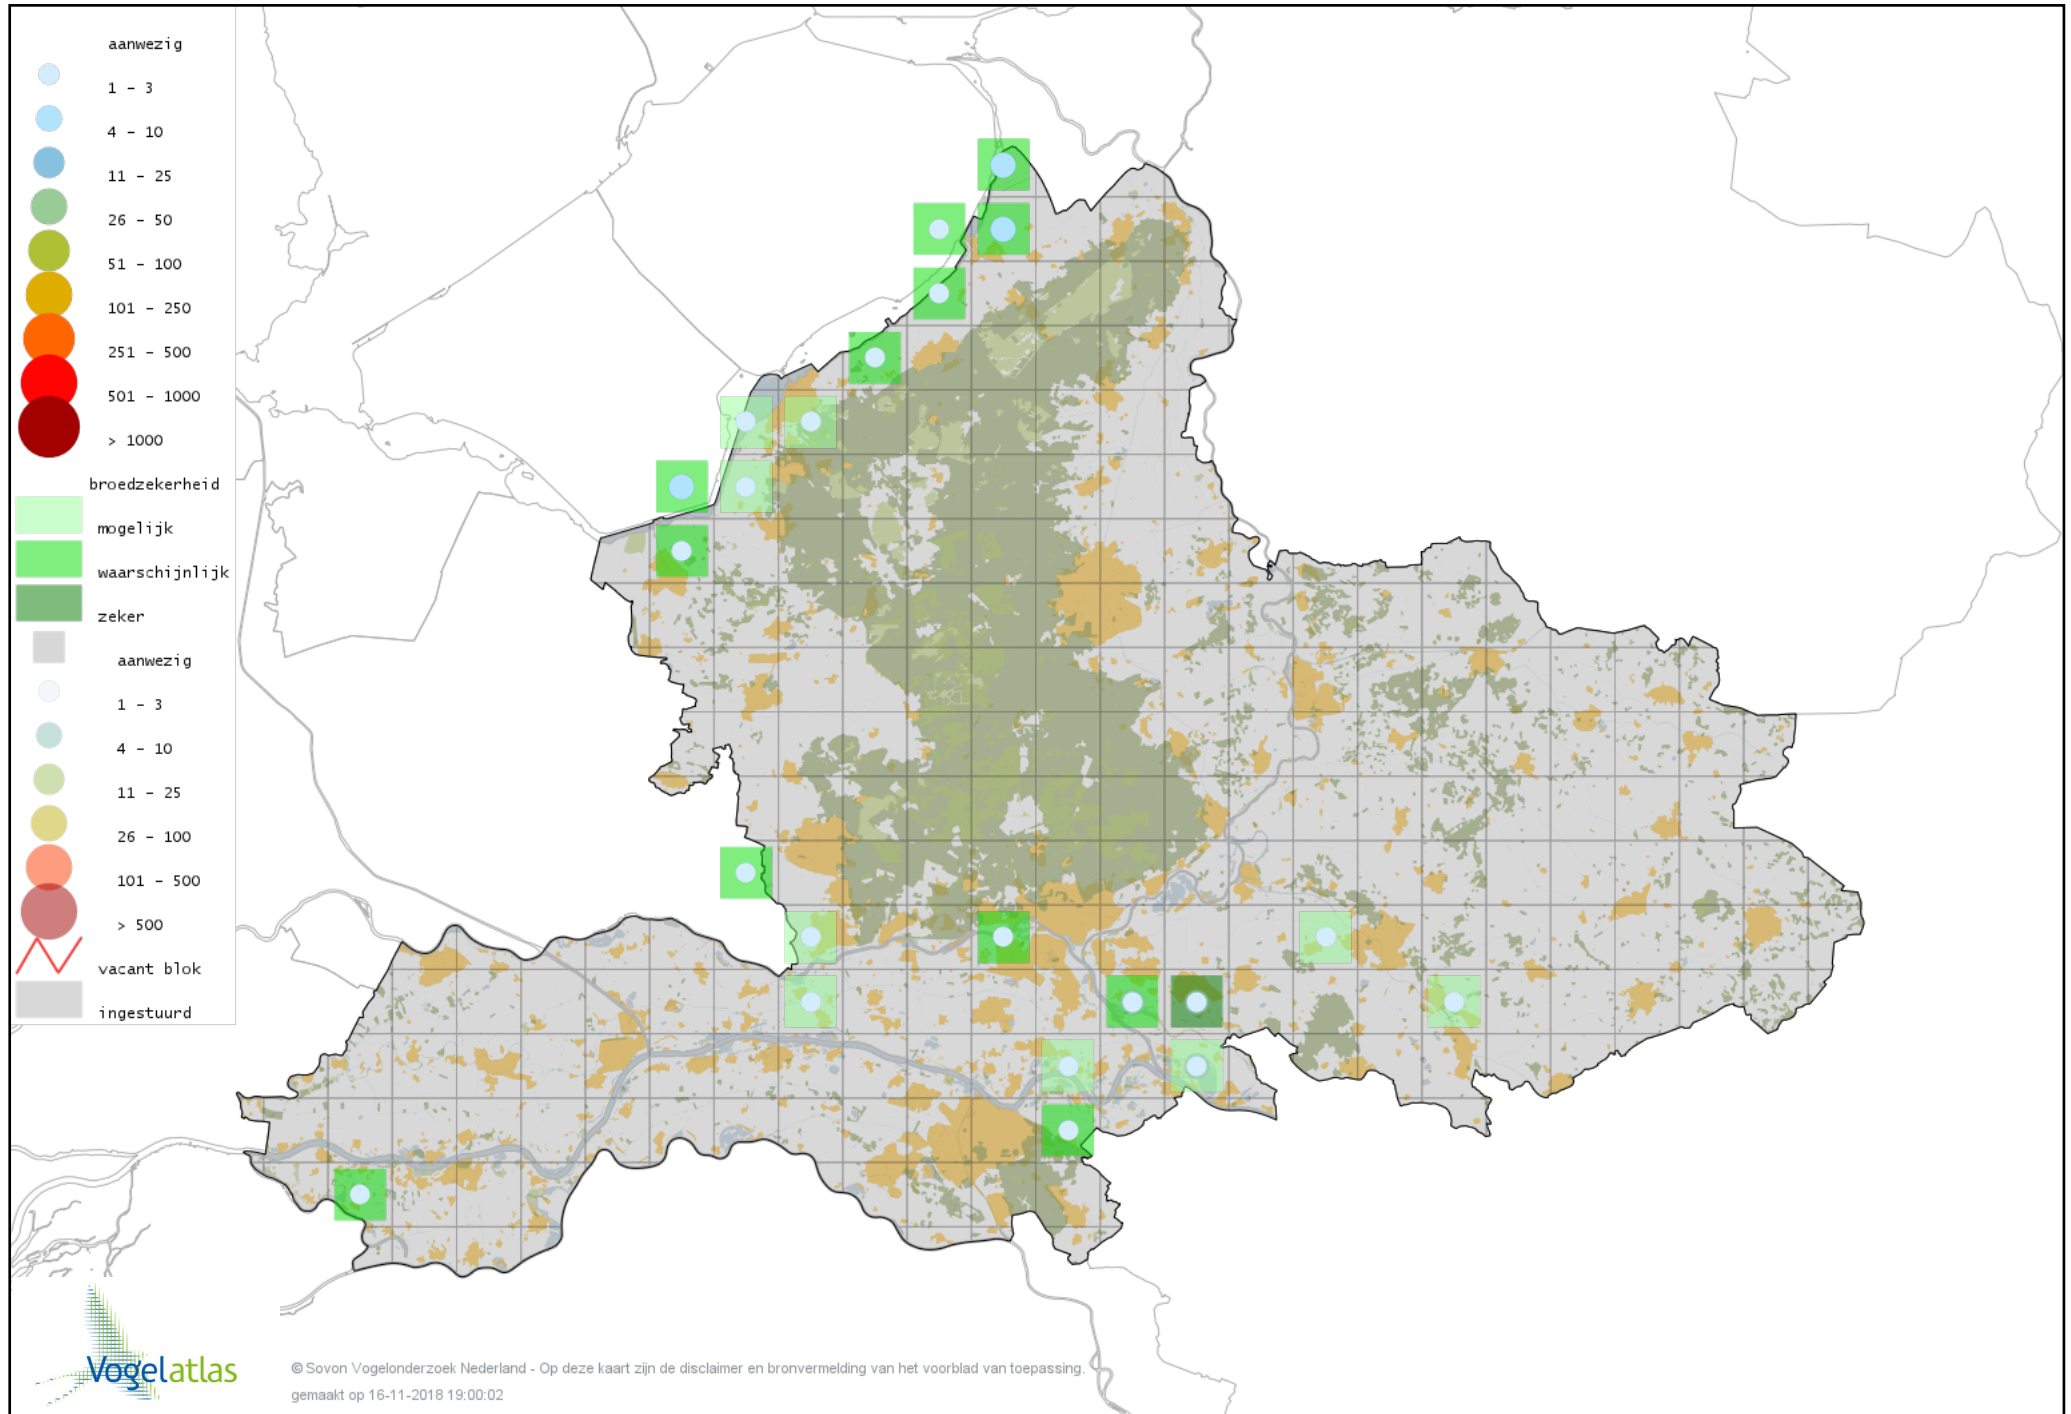 aanwezig
1 - 3
4 - 10
11 - 25
26 - 50
51 - 100
101 - 250
251 - 500
501 - 1000
> 1000
broedzekerheid
mogelijk
waarschijnlijk
zeker
aanwezig
1 - 3
4 - 10
11 - 25
26 - 100
101 - 500
> 500
vacant blok
ingestuurd
Vogelatlas
© Sovon Vogelonderzoek Nederland - Op deze kaart zijn de disclaimer en bronvermelding van het voorblad van toepassing.
gemaakt op 16-11-2018 19:00:02